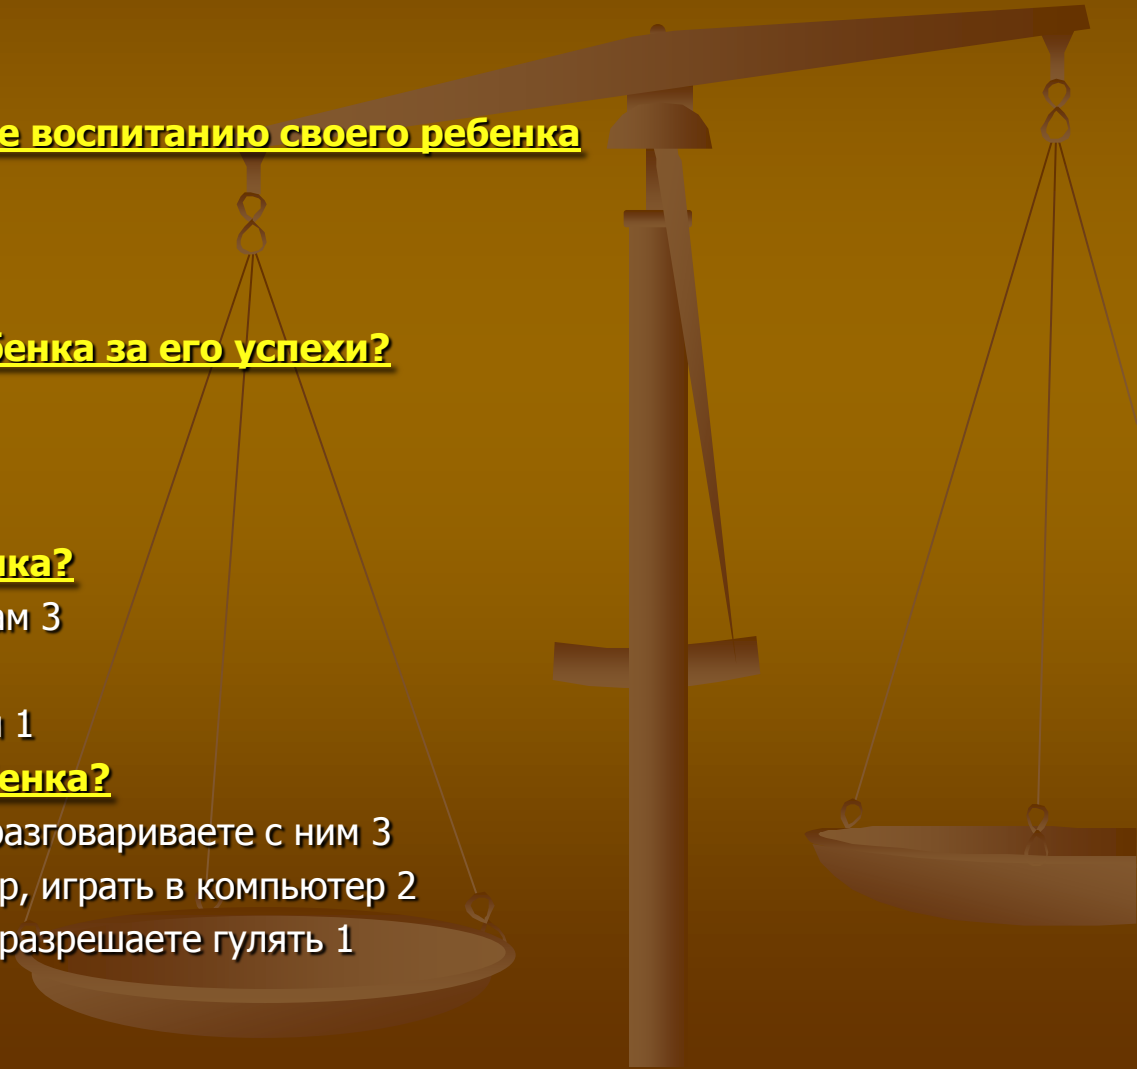 е воспитанию своего ребенка
бенка за его успехи?
нка?
ам 3
1
енка?
разговариваете с ним 3
р, играть в компьютер 2
разрешаете гулять 1